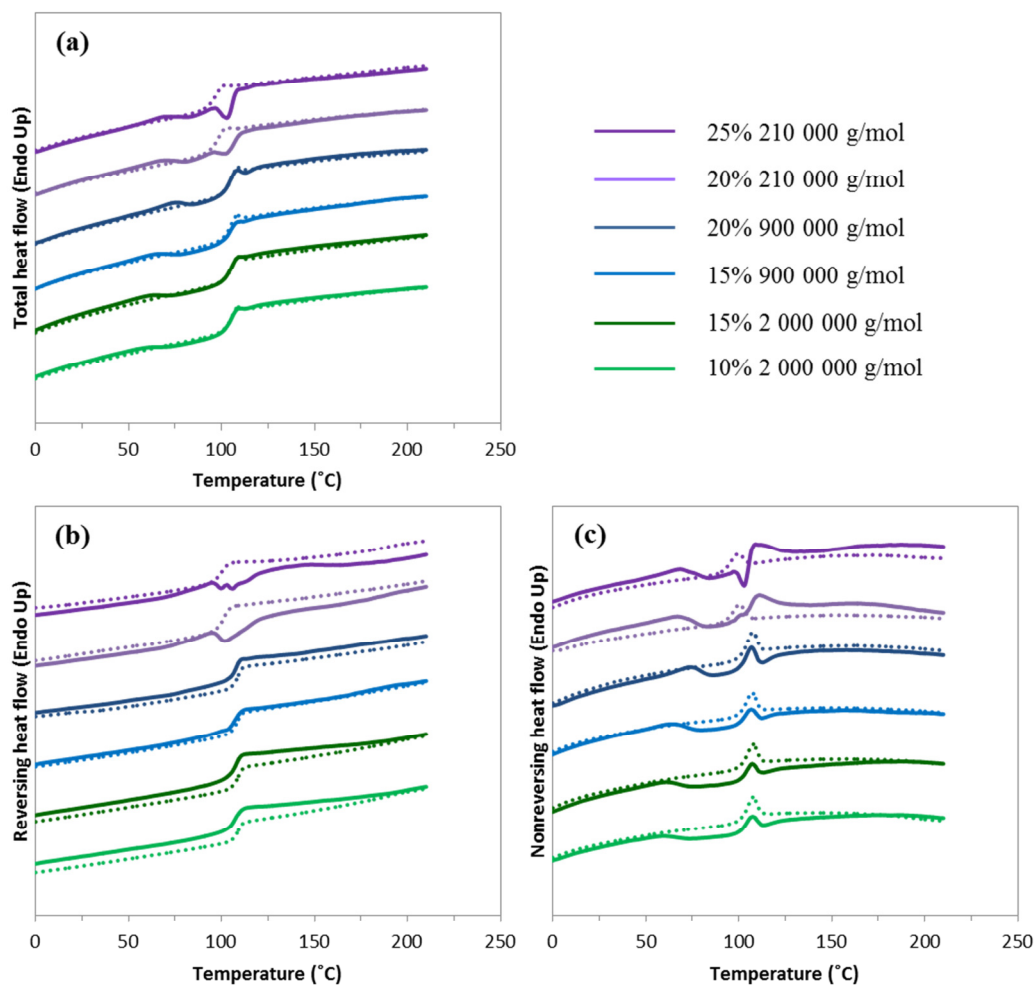 (a)
Total heat flow (Endo Up)
0 50 100 150 200 250
Temperature (˚C)
25% 210 000 g/mol
20% 210 000 g/mol
20% 900 000 g/mol
15% 900 000 g/mol
15% 2 000 000 g/mol
10% 2 000 000 g/mol
(b)
Reversing heat flow (Endo Up)
0 50 100 150 200 250
Temperature (˚C)
(c)
Nonreversing heat flow (Endo Up)
0 50 100 150 200 250
Temperature (˚C)